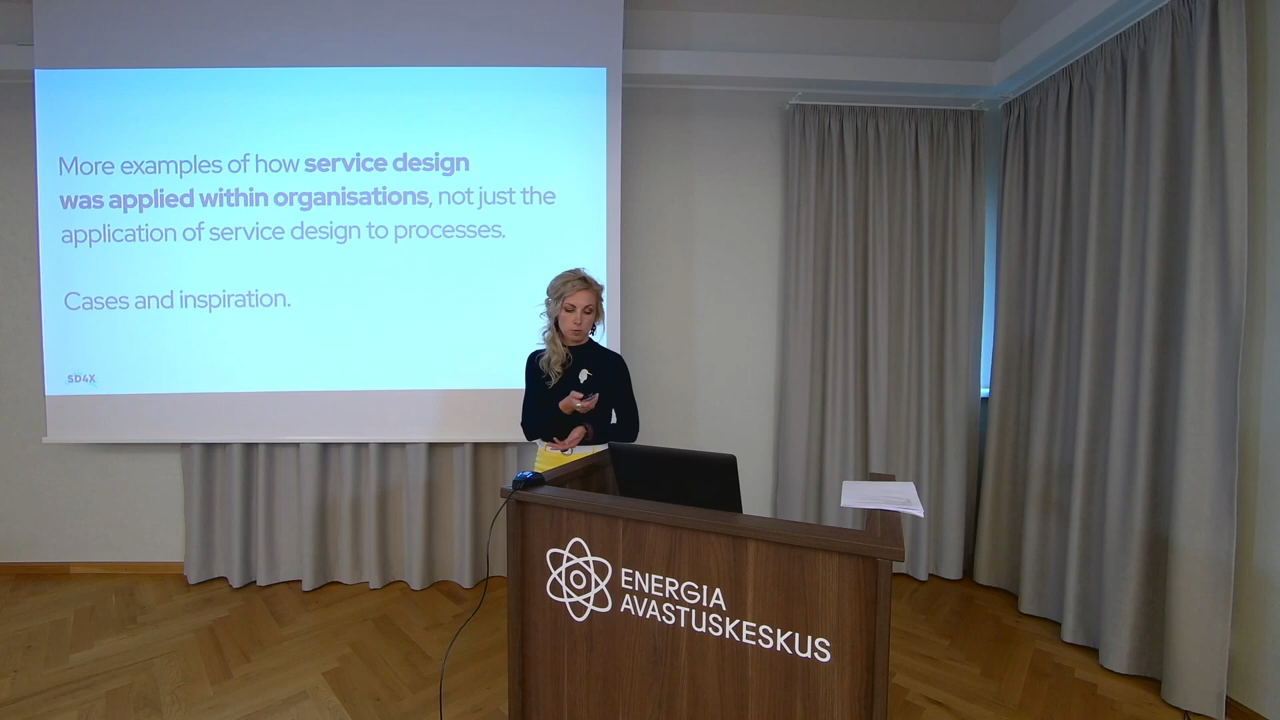 More examples of how service design
was applied within organisations, not just the
application of service design to processes.
Cases and inspiration.
SD4X
ENERGIA
AVASTUSKESKUS